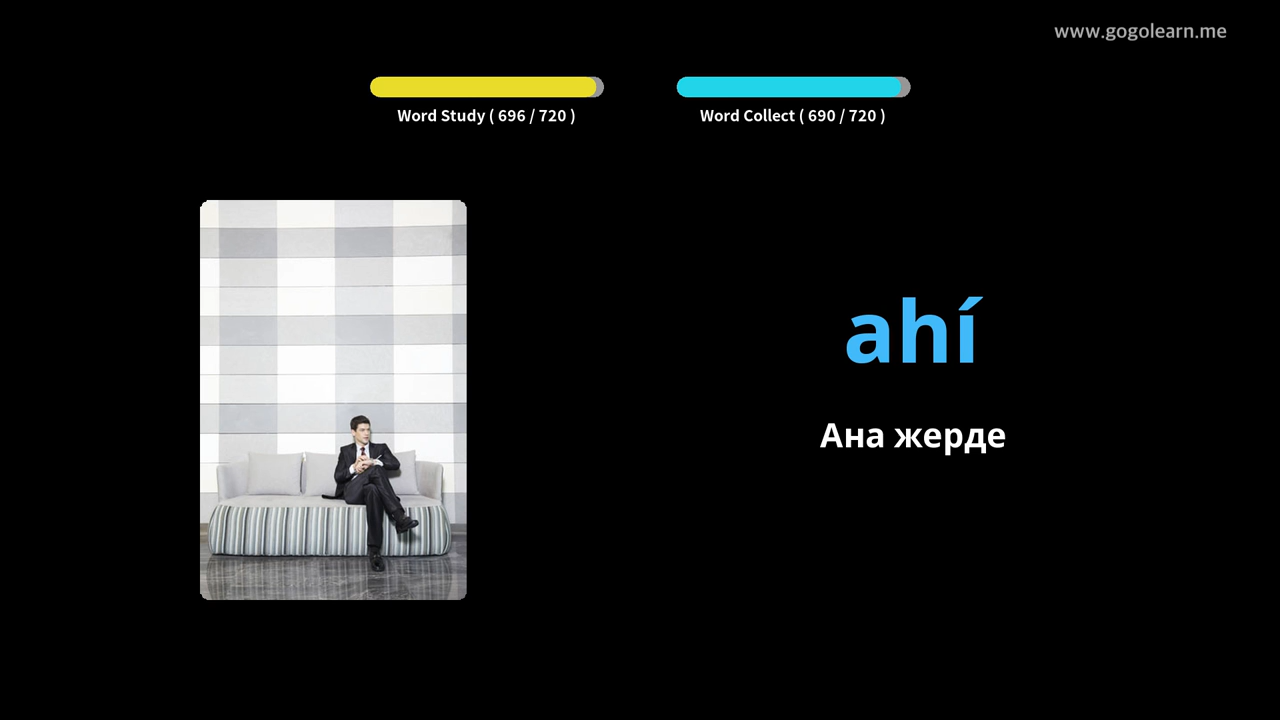 www.gogolearn.me
Word Study ( 696 / 720 )
Word Collect ( 690 / 720 )
ahí
Ана жерде